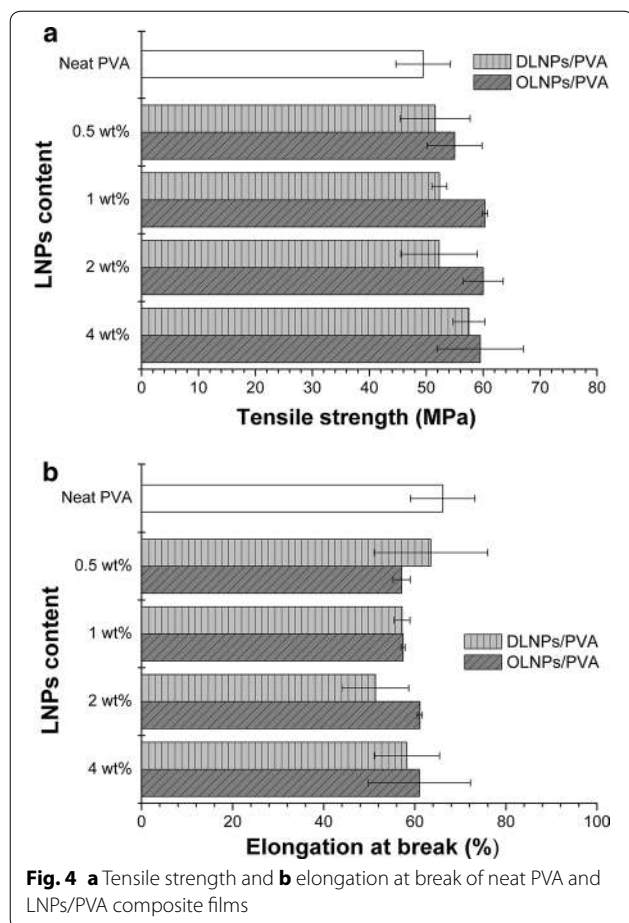 a
Neat PVA
DLNPs/PVA
OLNPs/PVA
0.5 wt%
1 wt%
2 wt%
4 wt%
LNPs content
0 10 20 30 40 50 60 70 80
Tensile strength (MPa)
b
Neat PVA
0.5 wt%
1 wt%
DLNPs/PVA
OLNPs/PVA
2 wt%
4 wt%
LNPs content
0 20 40 60 80 100
Elongation at break (%)
Fig. 4 a Tensile strength and b elongation at break of neat PVA and
LNPs/PVA composite films